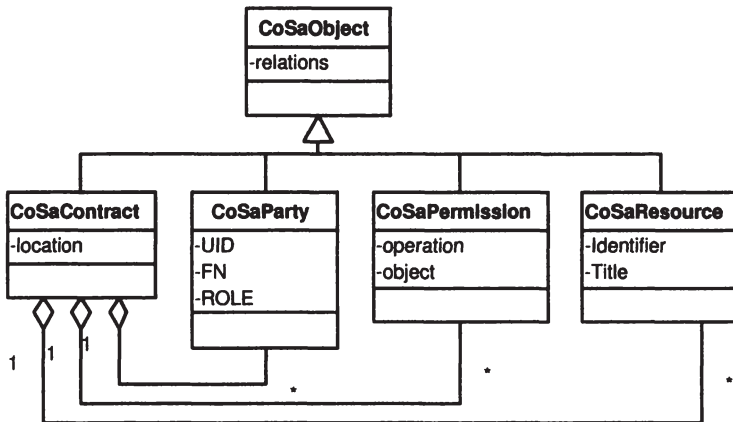 CoSaObject
-relations
CoSaContract
-location
CoSaParty
-UID
-FN
-ROLE
CoSaPermission
-operation
-object
CoSaResource
-Identifier
-Title
1
1
1
*
*
*